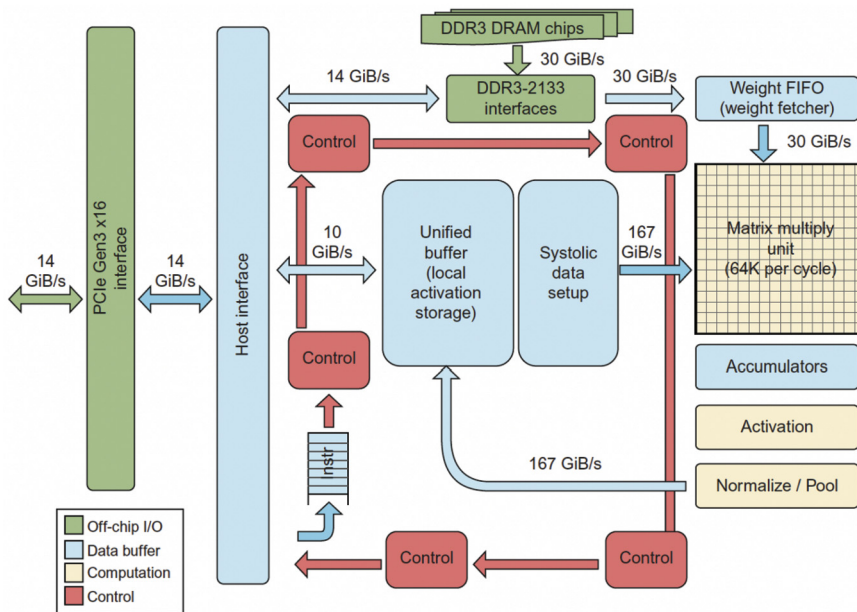 DDR3 DRAM chips
30 GiB/s
14 GiB/s
DDR3-2133
interfaces
30 GiB/s
Weight FIFO
(weight fetcher)
30 GiB/s
Control
Control
PCIe Gen3 x16
interface
14
GiB/s
14
GiB/s
Host interface
10
GiB/s
Unified
buffer
(local
activation
storage)
Systolic
data
setup
167
GiB/s
Matrix multiply
unit
(64K per cycle)
Control
Accumulators
Activation
Instr
167 GiB/s
Normalize / Pool
Off-chip I/O
Data buffer
Computation
Control
Control
Control